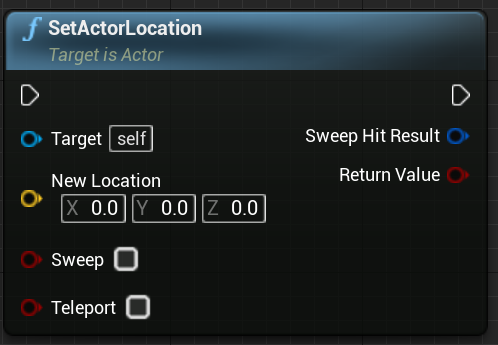 f SetActorLocation
Target is Actor
Target self
Sweep Hit Result
New Location
Return Value
X 0.0 Y 0.0 Z 0.0
Sweep
Teleport